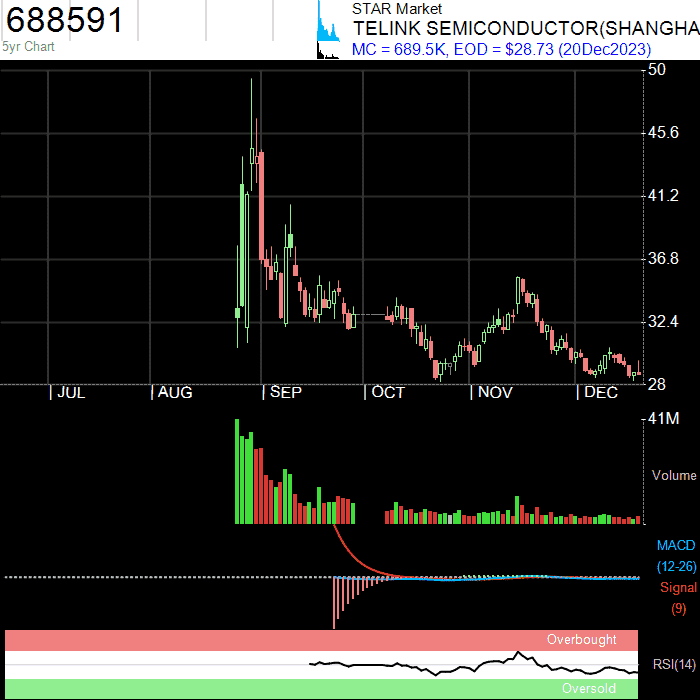 688591
5yr Chart
STAR Market
TELINK SEMICONDUCTOR(SHANGHA
MC = 689.5K, EOD = $28.73 (20Dec2023)
50
45.6
41.2
36.8
32.4
28
JUL AUG SEP OCT NOV DEC
41M
Volume
MACD
(12-26)
Signal
(9)
Overbought
RSI(14)
Oversold